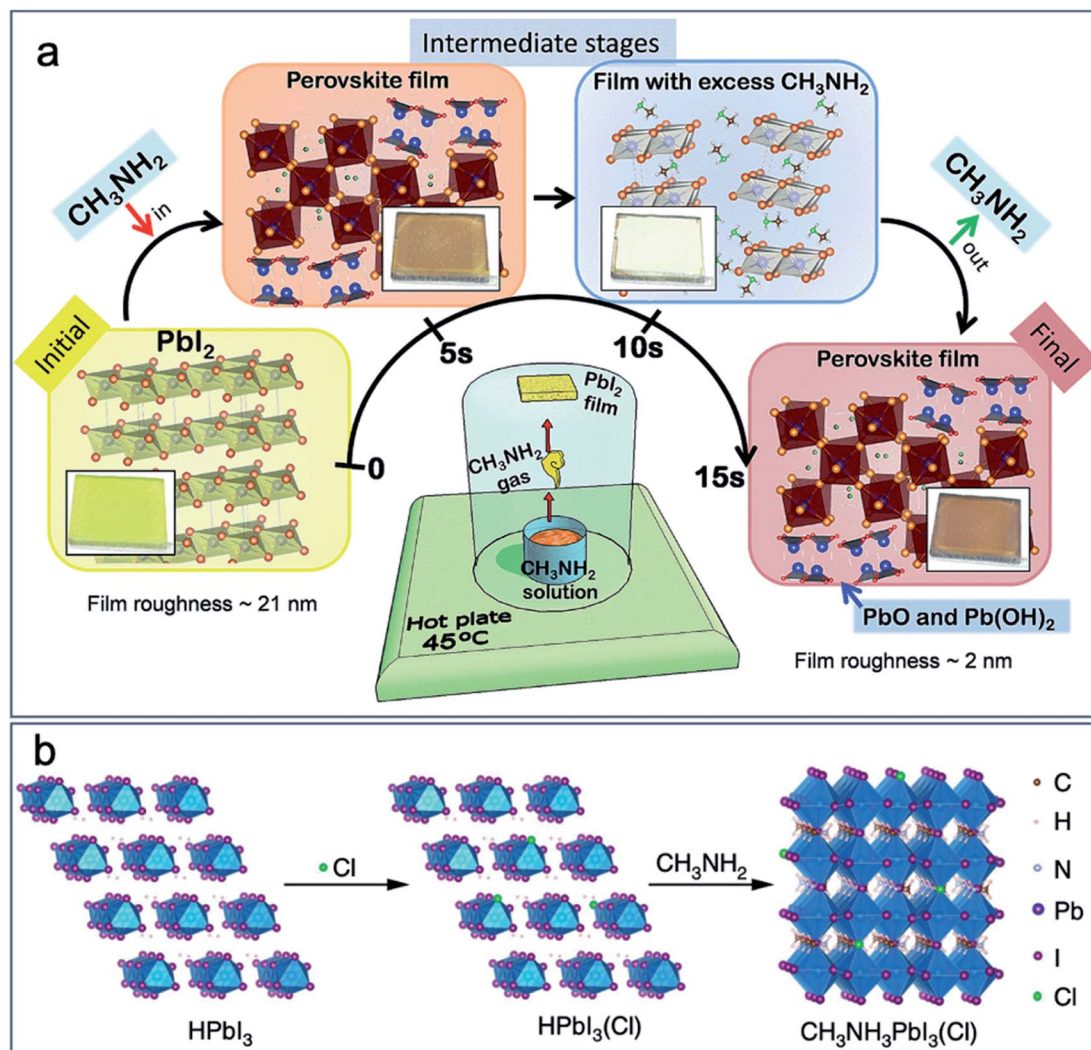 a
Intermediate stages
Perovskite film
Film with excess CH₃NH₂
CH₃NH₂
in
CH₃NH₂
out
Initial
PbI₂
Final
Perovskite film
0
5s
10s
15s
PbI₂
film
CH₃NH₂
gas
CH₃NH₂
solution
Hot plate
45°C
Film roughness ~ 21 nm
PbO and Pb(OH)₂
Film roughness ~ 2 nm
b
Cl
CH₃NH₂
HPbI₃
HPbI₃(Cl)
CH₃NH₃PbI₃(Cl)
C
H
N
Pb
I
Cl